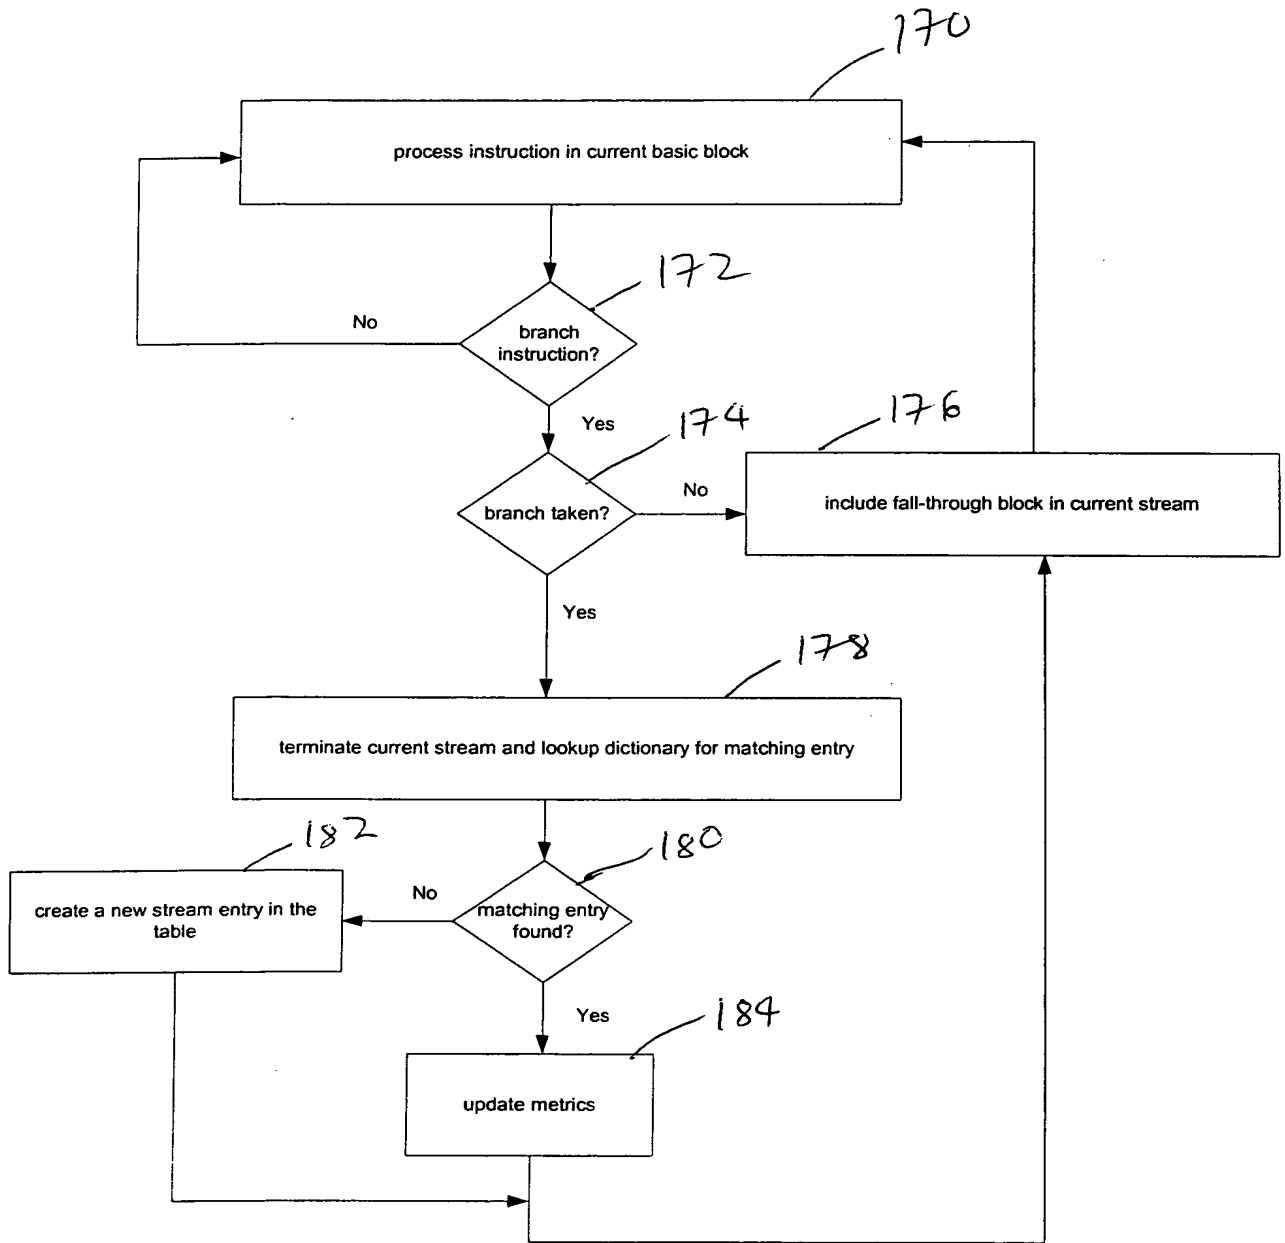 170
process instruction in current basic block
172
No
branch
instruction?
Yes
174
176
No
branch taken?
include fall-through block in current stream
Yes
178
terminate current stream and lookup dictionary for matching entry
182
180
No
create a new stream entry in the
table
matching entry
found?
Yes
184
update metrics